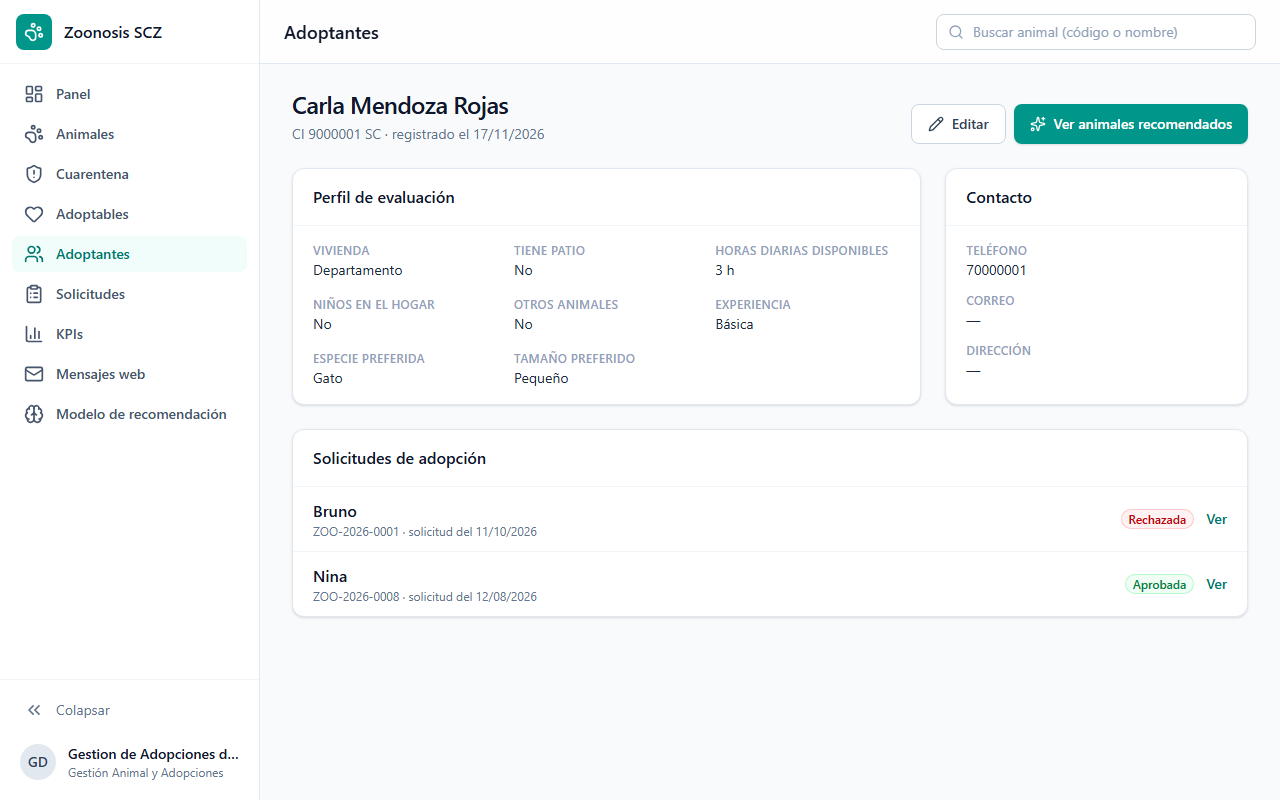 Zoonosis SCZ
Adoptantes
Buscar animal (código o nombre)
Panel
Animales
Cuarentena
Adoptables
Adoptantes
Solicitudes
KPIs
Mensajes web
Modelo de recomendación
Colapsar
GD
Gestion de Adopciones d...
Gestión Animal y Adopciones
Carla Mendoza Rojas
CI 9000001 SC · registrado el 17/11/2026
Editar
Ver animales recomendados
Perfil de evaluación
VIVIENDA
Departamento
TIENE PATIO
No
HORAS DIARIAS DISPONIBLES
3 h
NIÑOS EN EL HOGAR
No
OTROS ANIMALES
No
EXPERIENCIA
Básica
ESPECIE PREFERIDA
Gato
TAMAÑO PREFERIDO
Pequeño
Contacto
TELÉFONO
70000001
CORREO
—
DIRECCIÓN
—
Solicitudes de adopción
Bruno
ZOO-2026-0001 · solicitud del 11/10/2026
Rechazada
Ver
Nina
ZOO-2026-0008 · solicitud del 12/08/2026
Aprobada
Ver